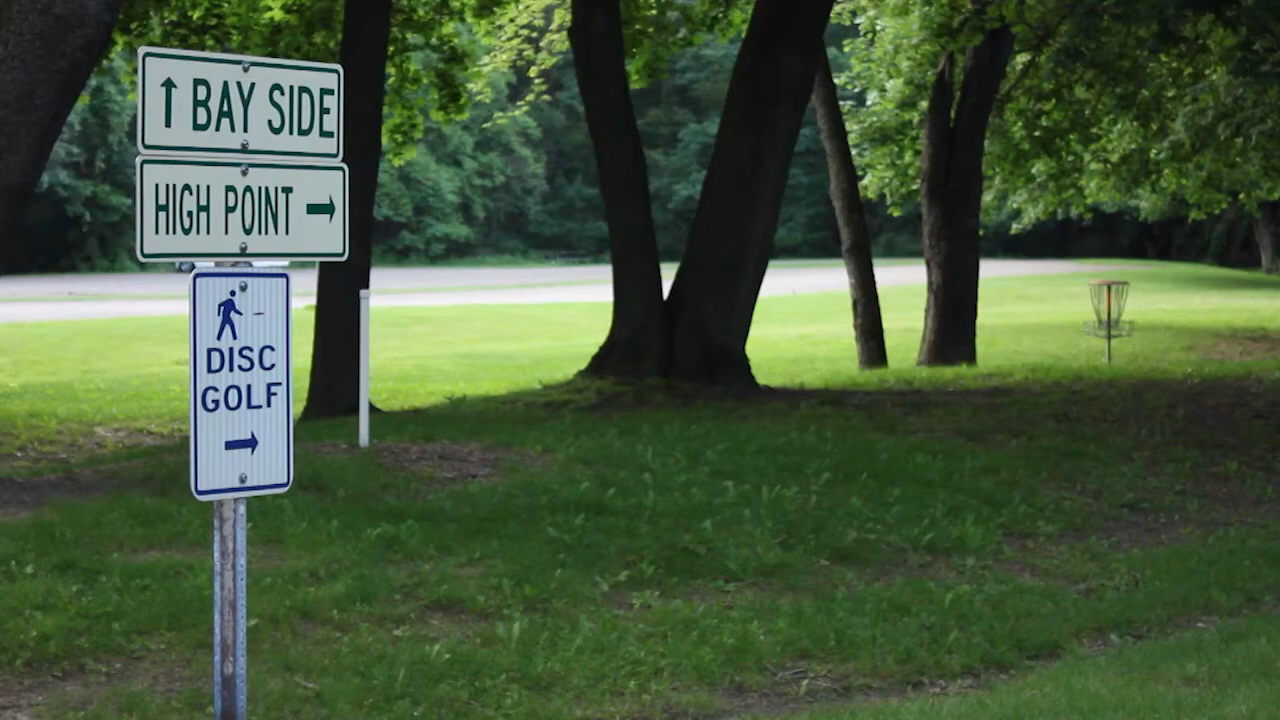 ↑ BAY SIDE
HIGH POINT →
DISC
GOLF
→